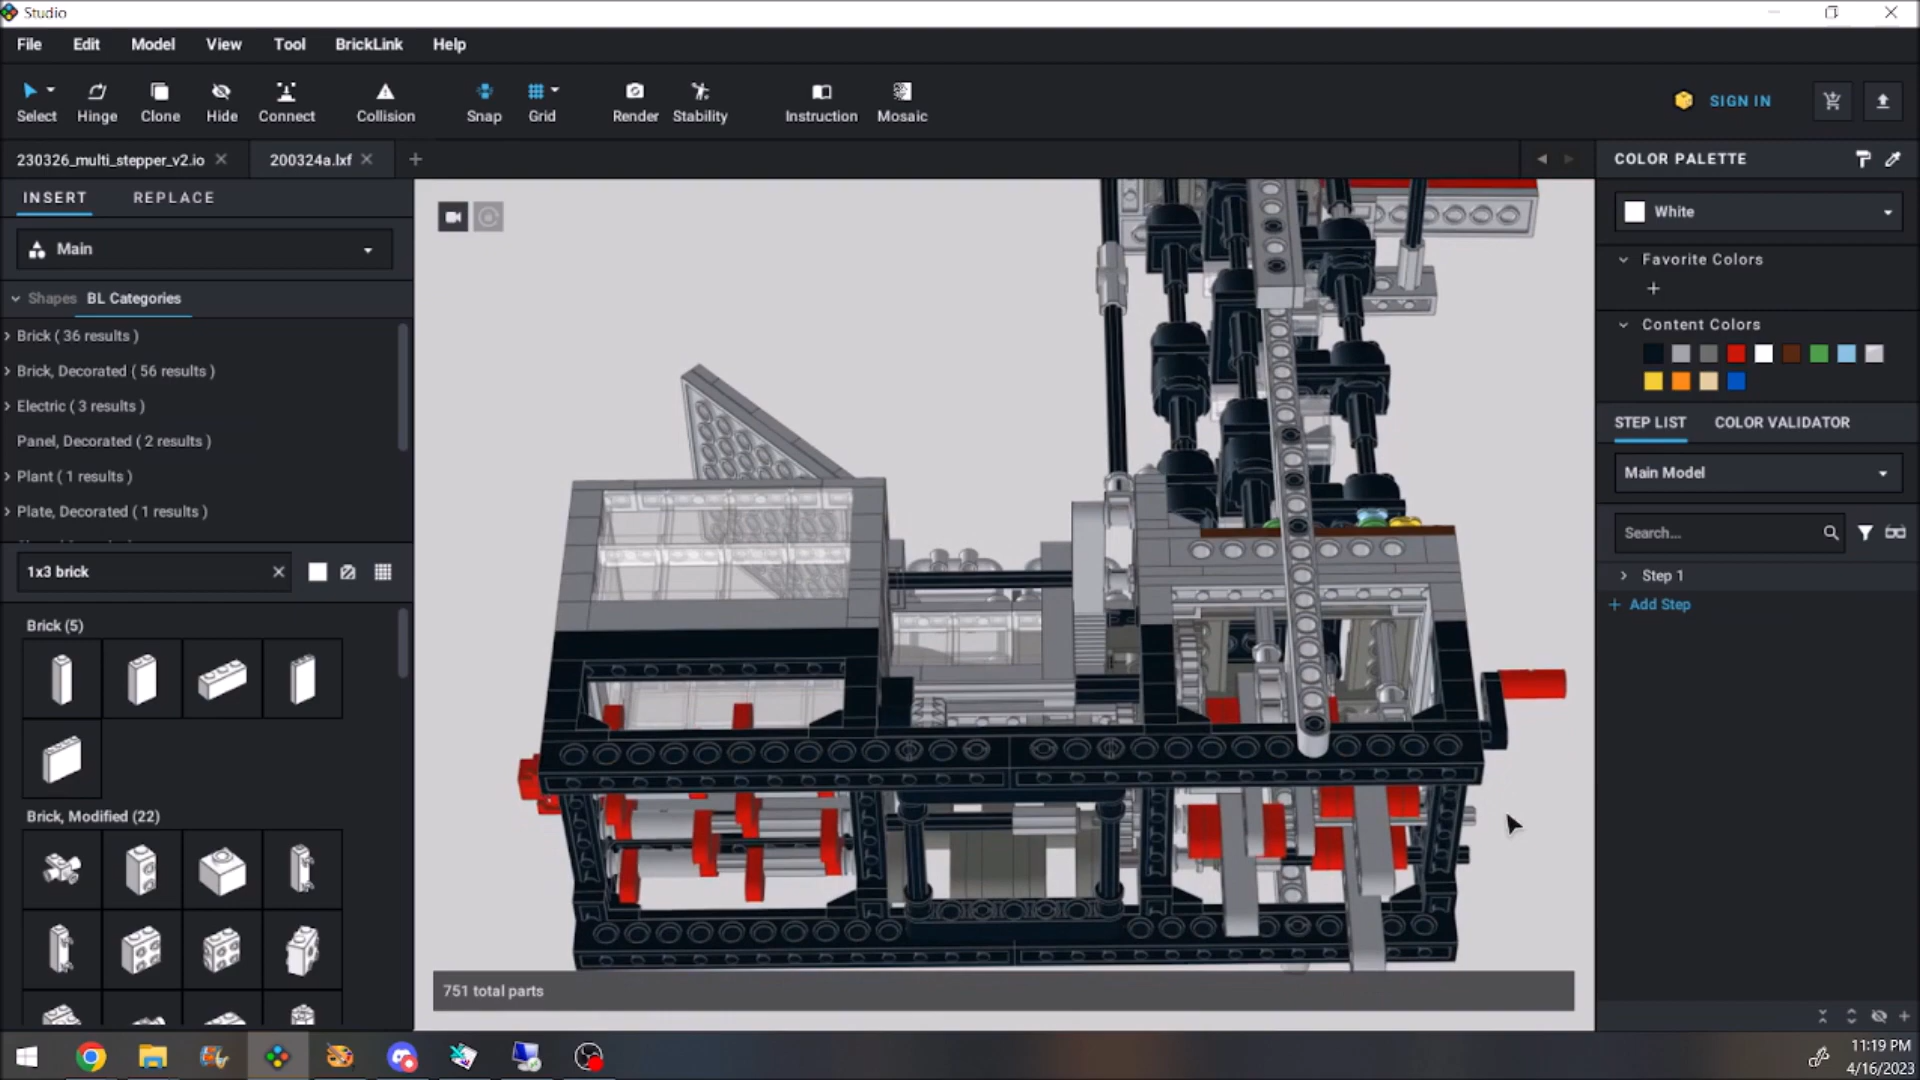 Studio
File Edit Model View Tool BrickLink Help
Select Hinge Clone Hide Connect Collision Snap Grid Render Stability Instruction Mosaic SIGN IN
230326_multi_stepper_v2.io 200324a.lxf
INSERT REPLACE
Main
Shapes BL Categories
Brick ( 36 results )
Brick, Decorated ( 56 results )
Electric ( 3 results )
Panel, Decorated ( 2 results )
Plant ( 1 results )
Plate, Decorated ( 1 results )
1x3 brick
Brick (5)
Brick, Modified (22)
751 total parts
COLOR PALETTE
White
Favorite Colors
Content Colors
STEP LIST COLOR VALIDATOR
Main Model
Search...
Step 1
+ Add Step
11:19 PM
4/16/2023